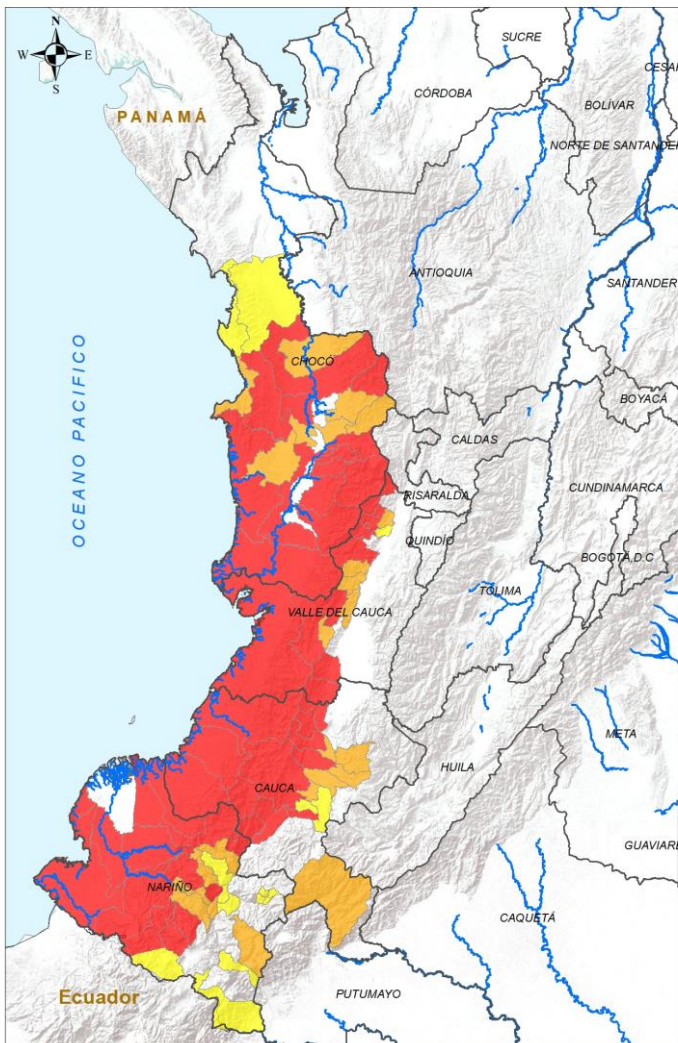 N
W E
S
SUCRE
CESAR
CÓRDOBA
BOLÍVAR
PANAMÁ
NORTE DE SANTANDER
ANTIOQUIA
SANTANDER
CHOCÓ
BOYACÁ
CALDAS
OCEANO PACIFICO
CUNDINAMARCA
RISARALDA
QUINDÍO
BOGOTÁ, D.C
TOLIMA
VALLE DEL CAUCA
META
HUILA
CAUCA
GUAVIARE
NARIÑO
CAQUETÁ
Ecuador
PUTUMAYO